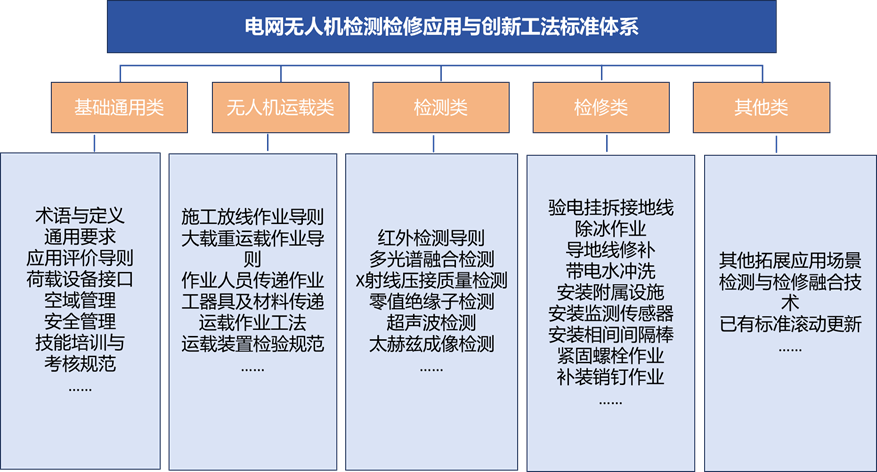 电网无人机检测检修应用与创新工法标准体系
基础通用类
无人机运载类
检测类
检修类
其他类
术语与定义
通用要求
应用评价导则
荷载设备接口
空域管理
安全管理
技能培训与
考核规范
……
施工放线作业导则
大载重运载作业导
则
作业人员传递作业
工器具及材料传递
运载作业工法
运载装置检验规范
……
红外检测导则
多光谱融合检测
X射线压接质量检测
零值绝缘子检测
超声波检测
太赫兹成像检测
……
验电挂拆接地线
除冰作业
导地线修补
带电水冲洗
安装附属设施
安装监测传感器
安装相间间隔棒
紧固螺栓作业
补装销钉作业
……
其他拓展应用场景
检测与检修融合技
术
已有标准滚动更新
……